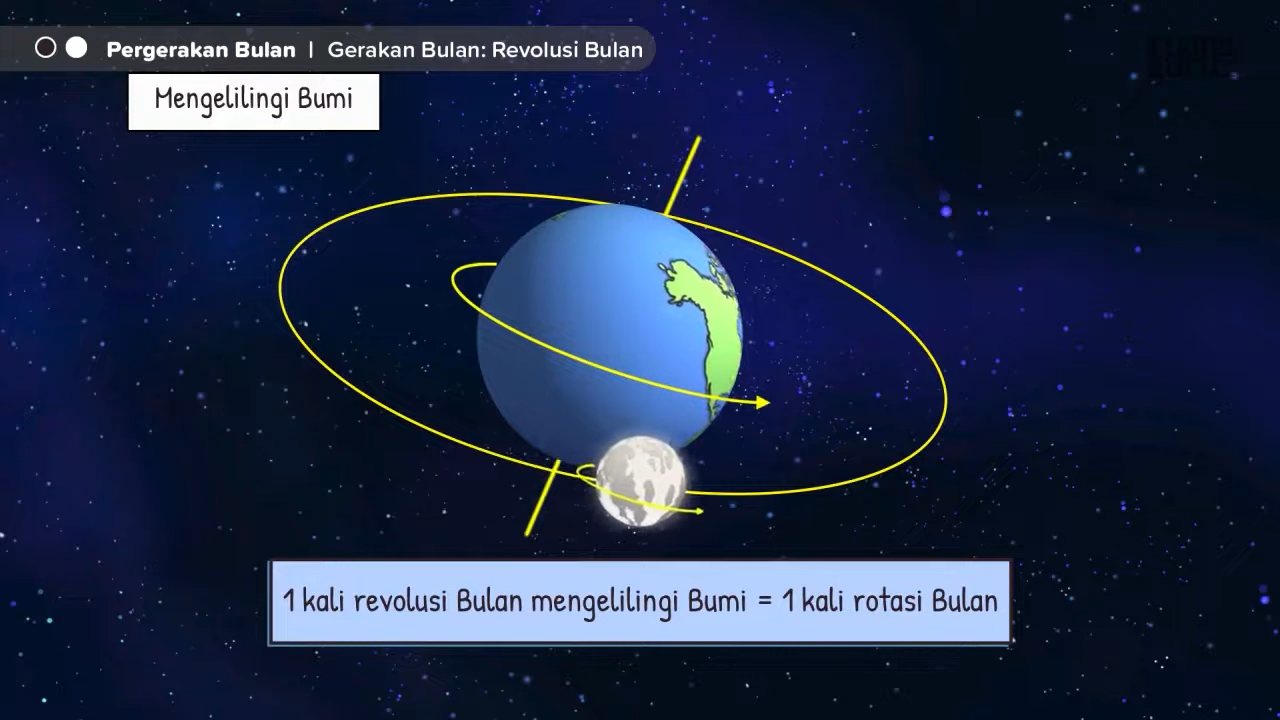 Pergerakan Bulan | Gerakan Bulan: Revolusi Bulan
Mengelilingi Bumi
1 kali revolusi Bulan mengelilingi Bumi = 1 kali rotasi Bulan